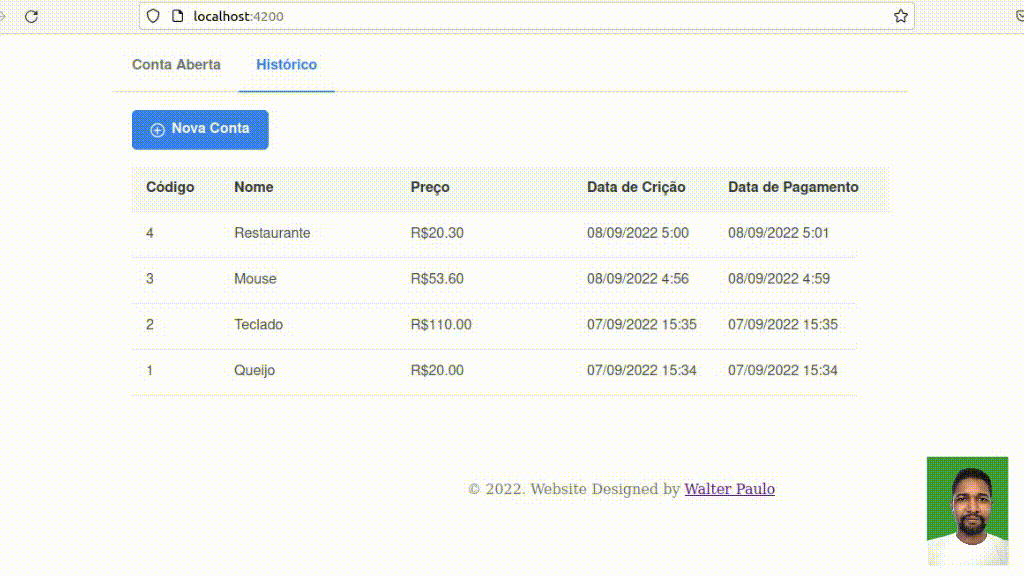 localhost:4200
Conta Aberta Histórico
Nova Conta
Código Nome Preço Data de Crição Data de Pagamento
4 Restaurante R$20.30 08/09/2022 5:00 08/09/2022 5:01
3 Mouse R$53.60 08/09/2022 4:56 08/09/2022 4:59
2 Teclado R$110.00 07/09/2022 15:35 07/09/2022 15:35
1 Queijo R$20.00 07/09/2022 15:34 07/09/2022 15:34
© 2022. Website Designed by Walter Paulo